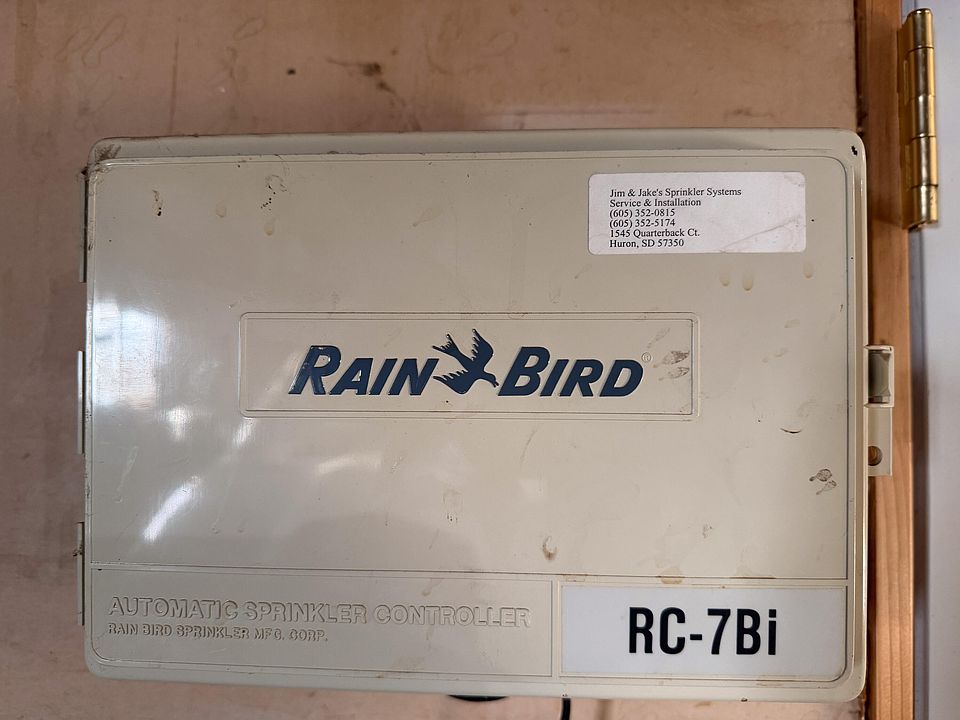 Jim & Jake's Sprinkler Systems
Service & Installation
(605) 352-0815
(605) 352-5174
1545 Quarterback Ct.
Huron, SD 57350
RAIN BIRD®
AUTOMATIC SPRINKLER CONTROLLER
RAIN BIRD SPRINKLER MFG. CORP.
RC-7Bi